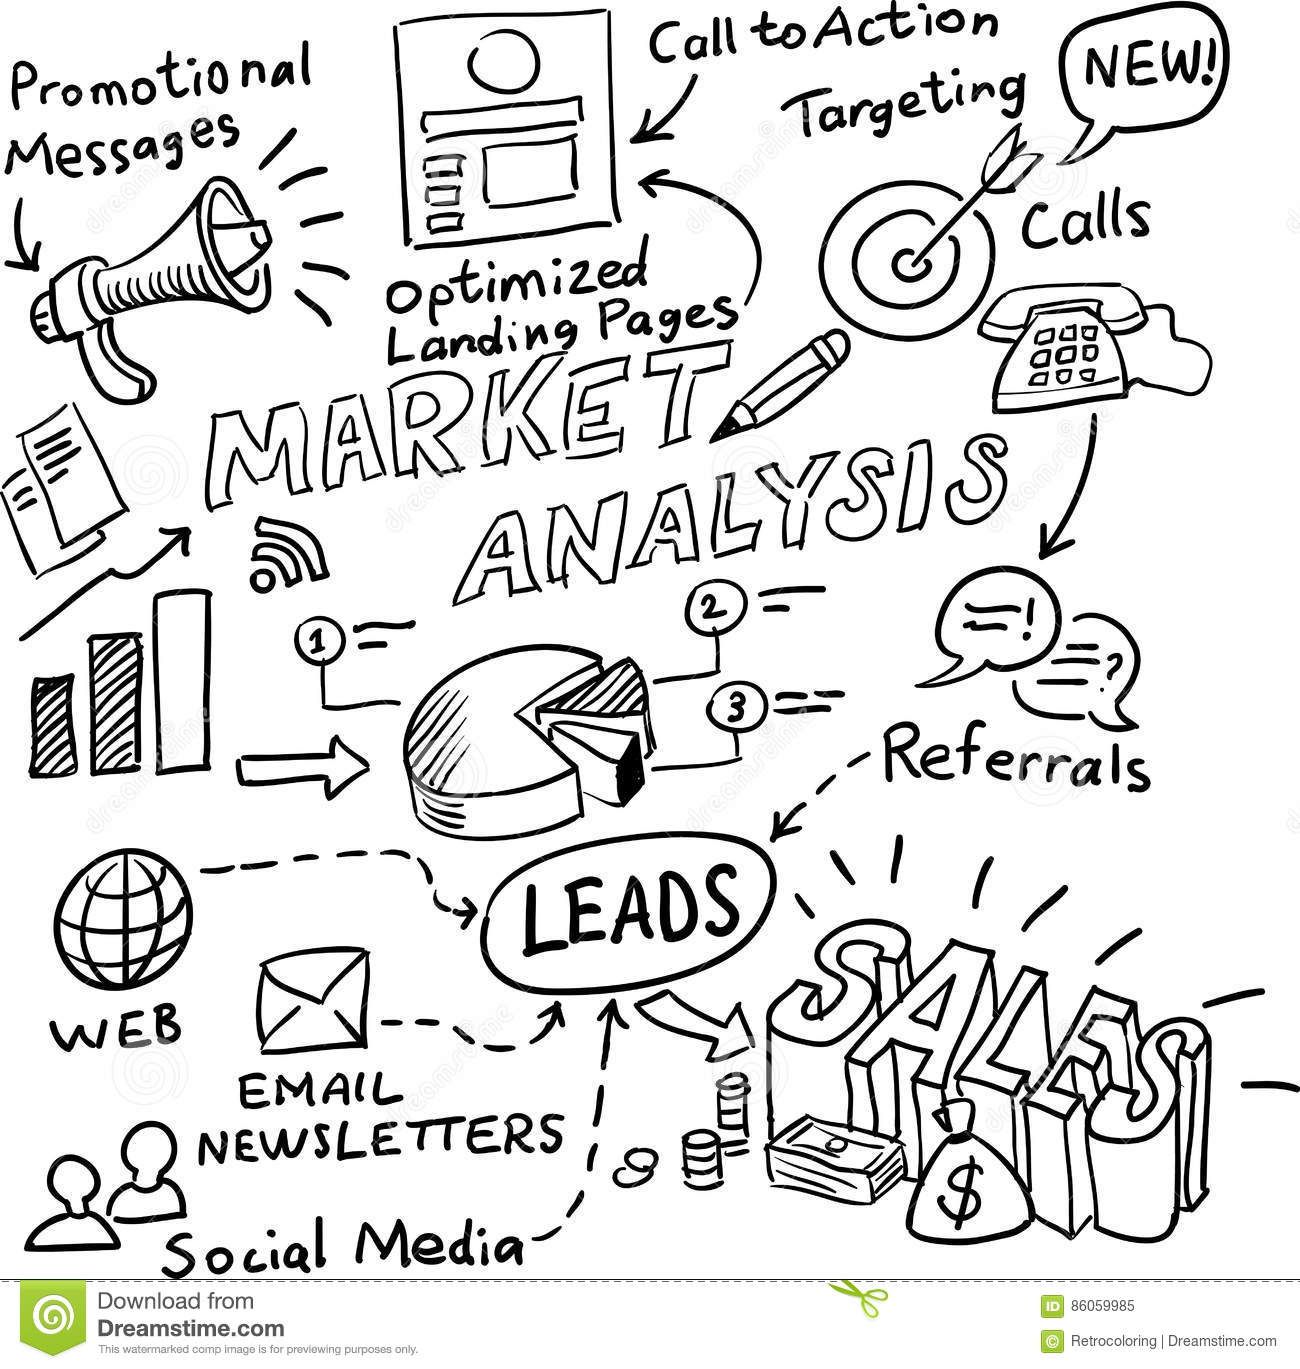 Promotional
Messages
Call to Action
Targeting
NEW!
Calls
Optimized
Landing Pages
MARKET
ANALYSIS
1
2
3
!
?
Referrals
LEADS
WEB
EMAIL
NEWSLETTERS
Social Media
SALES
$
Download from
Dreamstime.com
This watermarked comp image is for previewing purposes only.
ID 86059985
© Retrocoloring | Dreamstime.com